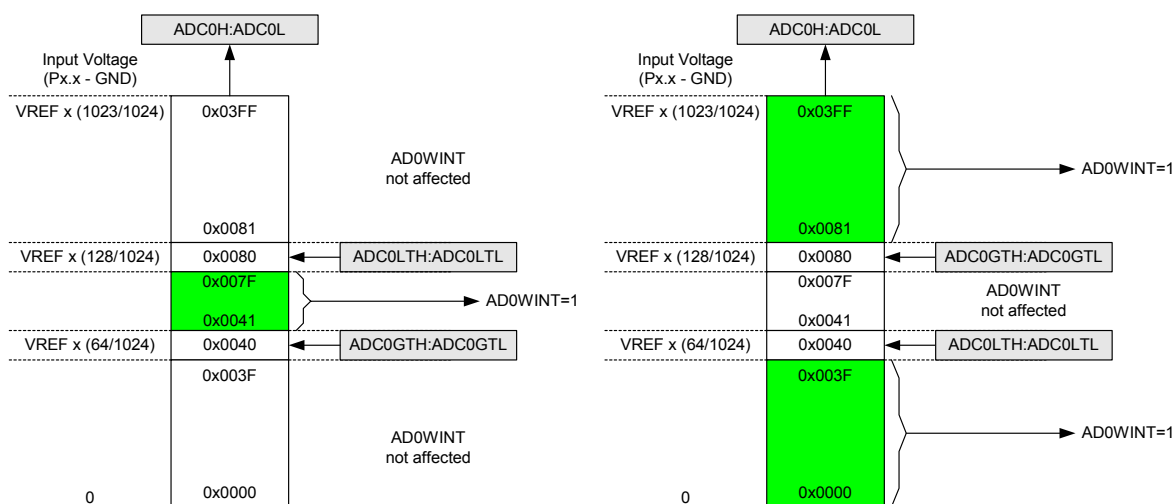 ADC0H:ADC0L
Input Voltage
(Px.x - GND)
VREF x (1023/1024)
0x03FF
AD0WINT
not affected
0x0081
VREF x (128/1024)
0x0080
ADC0LTH:ADC0LTL
0x007F
AD0WINT=1
0x0041
VREF x (64/1024)
0x0040
ADC0GTH:ADC0GTL
0x003F
AD0WINT
not affected
0
0x0000
ADC0H:ADC0L
Input Voltage
(Px.x - GND)
VREF x (1023/1024)
0x03FF
AD0WINT=1
0x0081
VREF x (128/1024)
0x0080
ADC0GTH:ADC0GTL
0x007F
AD0WINT
not affected
0x0041
VREF x (64/1024)
0x0040
ADC0LTH:ADC0LTL
0x003F
AD0WINT=1
0
0x0000